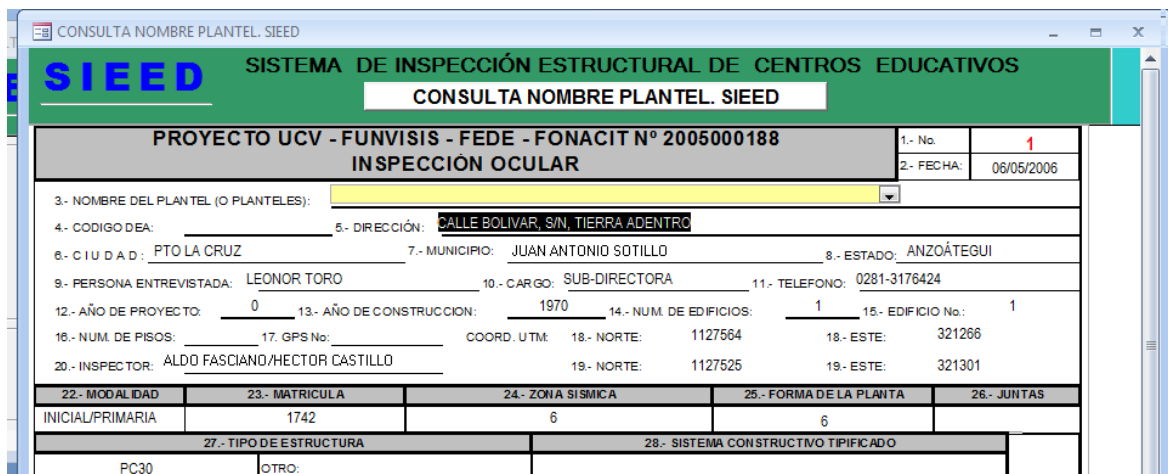 CONSULTA NOMBRE PLANTEL. SIEED
SIEED
SISTEMA DE INSPECCIÓN ESTRUCTURAL DE CENTROS EDUCATIVOS
CONSULTA NOMBRE PLANTEL. SIEED
PROYECTO UCV - FUNVISIS - FEDE - FONACIT Nº 2005000188
INSPECCIÓN OCULAR
1.- No. 1
2.- FECHA: 06/05/2006
3.- NOMBRE DEL PLANTEL (O PLANTELES):
4.- CODIGO DEA: 5.- DIRECCIÓN: CALLE BOLIVAR, S/N, TIERRA ADENTRO
6.- C I U D A D : PTO LA CRUZ 7.- MUNICIPIO: JUAN ANTONIO SOTILLO 8.- ESTADO: ANZOÁTEGUI
9.- PERSONA ENTREVISTADA: LEONOR TORO 10.- CARGO: SUB-DIRECTORA 11.- TELEFONO: 0281-3176424
12.- AÑO DE PROYECTO: 0 13.- AÑO DE CONSTRUCCION: 1970 14.- NUM. DE EDIFICIOS: 1 15.- EDIFICIO No.: 1
16.- NUM. DE PISOS: 17. GPS No: COORD. UTM: 18.- NORTE: 1127564 18.- ESTE: 321266
20.- INSPECTOR: ALDO FASCIANO/HECTOR CASTILLO 19.- NORTE: 1127525 19.- ESTE: 321301
22.- MODALIDAD 23.- MATRICULA 24.- ZONA SISMICA 25.- FORMA DE LA PLANTA 26.- JUNTAS
INICIAL/PRIMARIA 1742 6 6
27.- TIPO DE ESTRUCTURA 28.- SISTEMA CONSTRUCTIVO TIPIFICADO
PC30 OTRO: